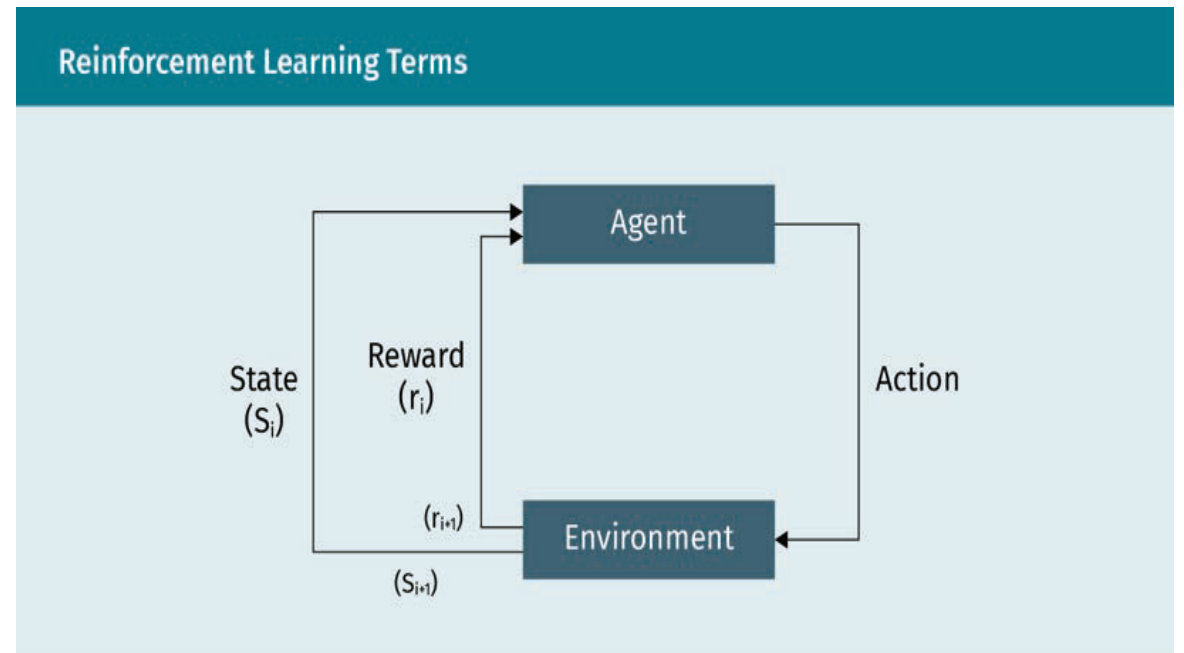 Reinforcement Learning Terms
Agent
State
(Sᵢ)
Reward
(rᵢ)
Action
(rᵢ₊₁)
Environment
(Sᵢ₊₁)